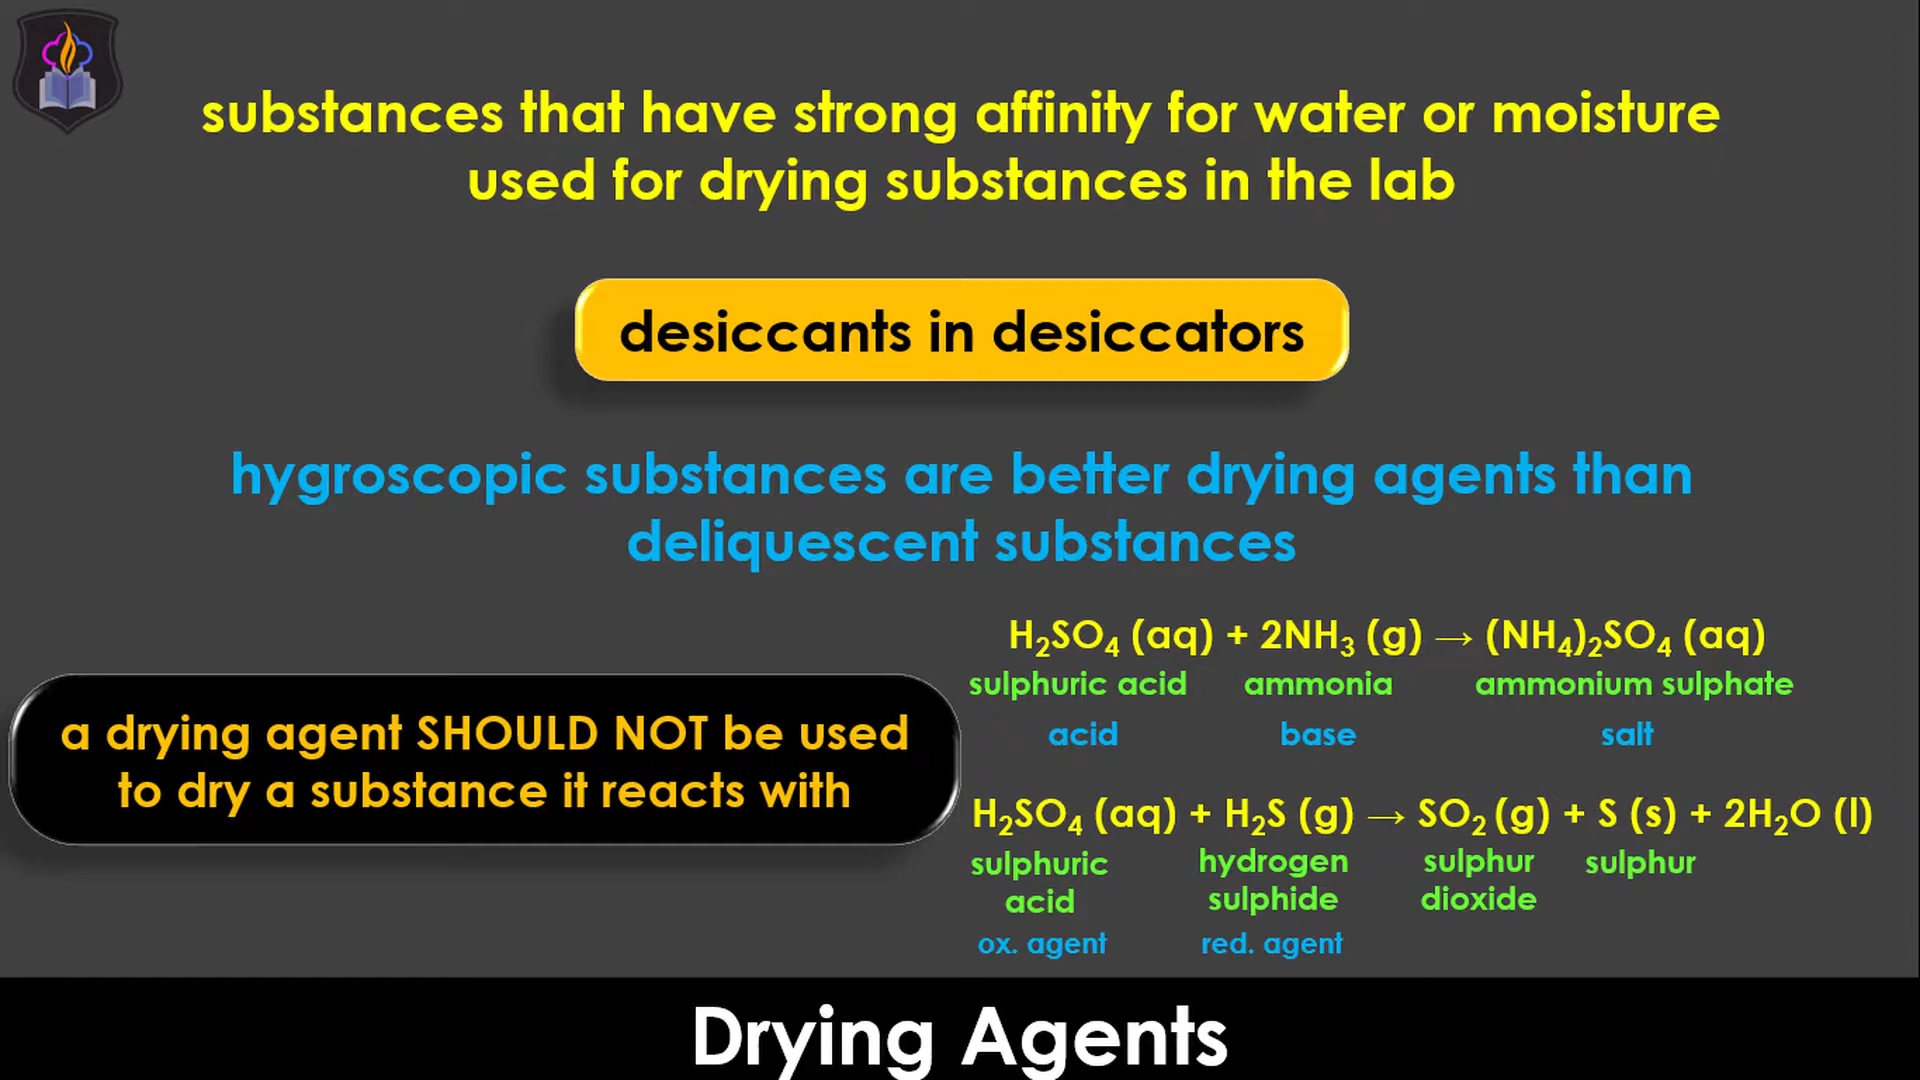 substances that have strong affinity for water or moisture
used for drying substances in the lab
desiccants in desiccators
hygroscopic substances are better drying agents than
deliquescent substances
a drying agent SHOULD NOT be used
to dry a substance it reacts with
H₂SO₄ (aq) + 2NH₃ (g) → (NH₄)₂SO₄ (aq)
sulphuric acid ammonia ammonium sulphate
acid base salt
H₂SO₄ (aq) + H₂S (g) → SO₂ (g) + S (s) + 2H₂O (l)
sulphuric hydrogen sulphur sulphur
acid sulphide dioxide
ox. agent red. agent
Drying Agents